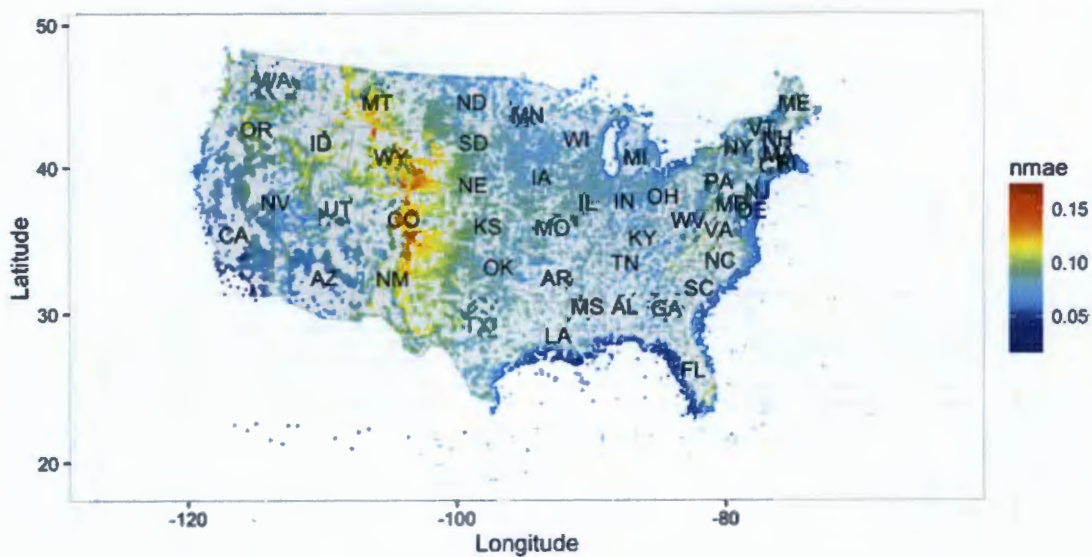 50
40
30
20
Latitude
-120
-100
-80
Longitude
nmae
0.15
0.10
0.05
WA
MT
ND
MN
ME
OR
ID
SD
WI
NY
VT
NH
WY
MI
MA
RI
NE
IA
PA
NV
UT
CO
IL
IN
OH
NJ
MD
DE
CA
KS
MO
WV
VA
KY
AZ
NM
OK
TN
NC
AR
SC
TX
MS
AL
GA
LA
FL